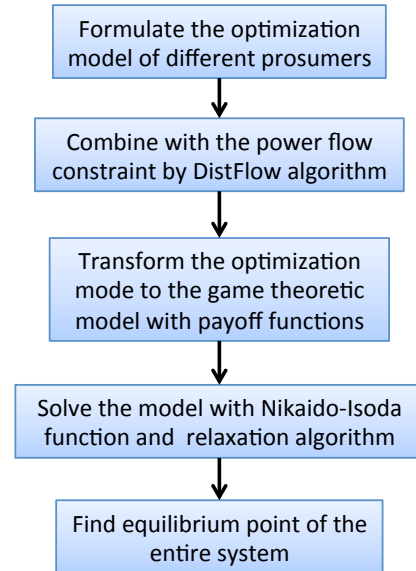 Formulate the optimization
model of different prosumers
Combine with the power flow
constraint by DistFlow algorithm
Transform the optimization
mode to the game theoretic
model with payoff functions
Solve the model with Nikaido-Isoda
function and relaxation algorithm
Find equilibrium point of the
entire system